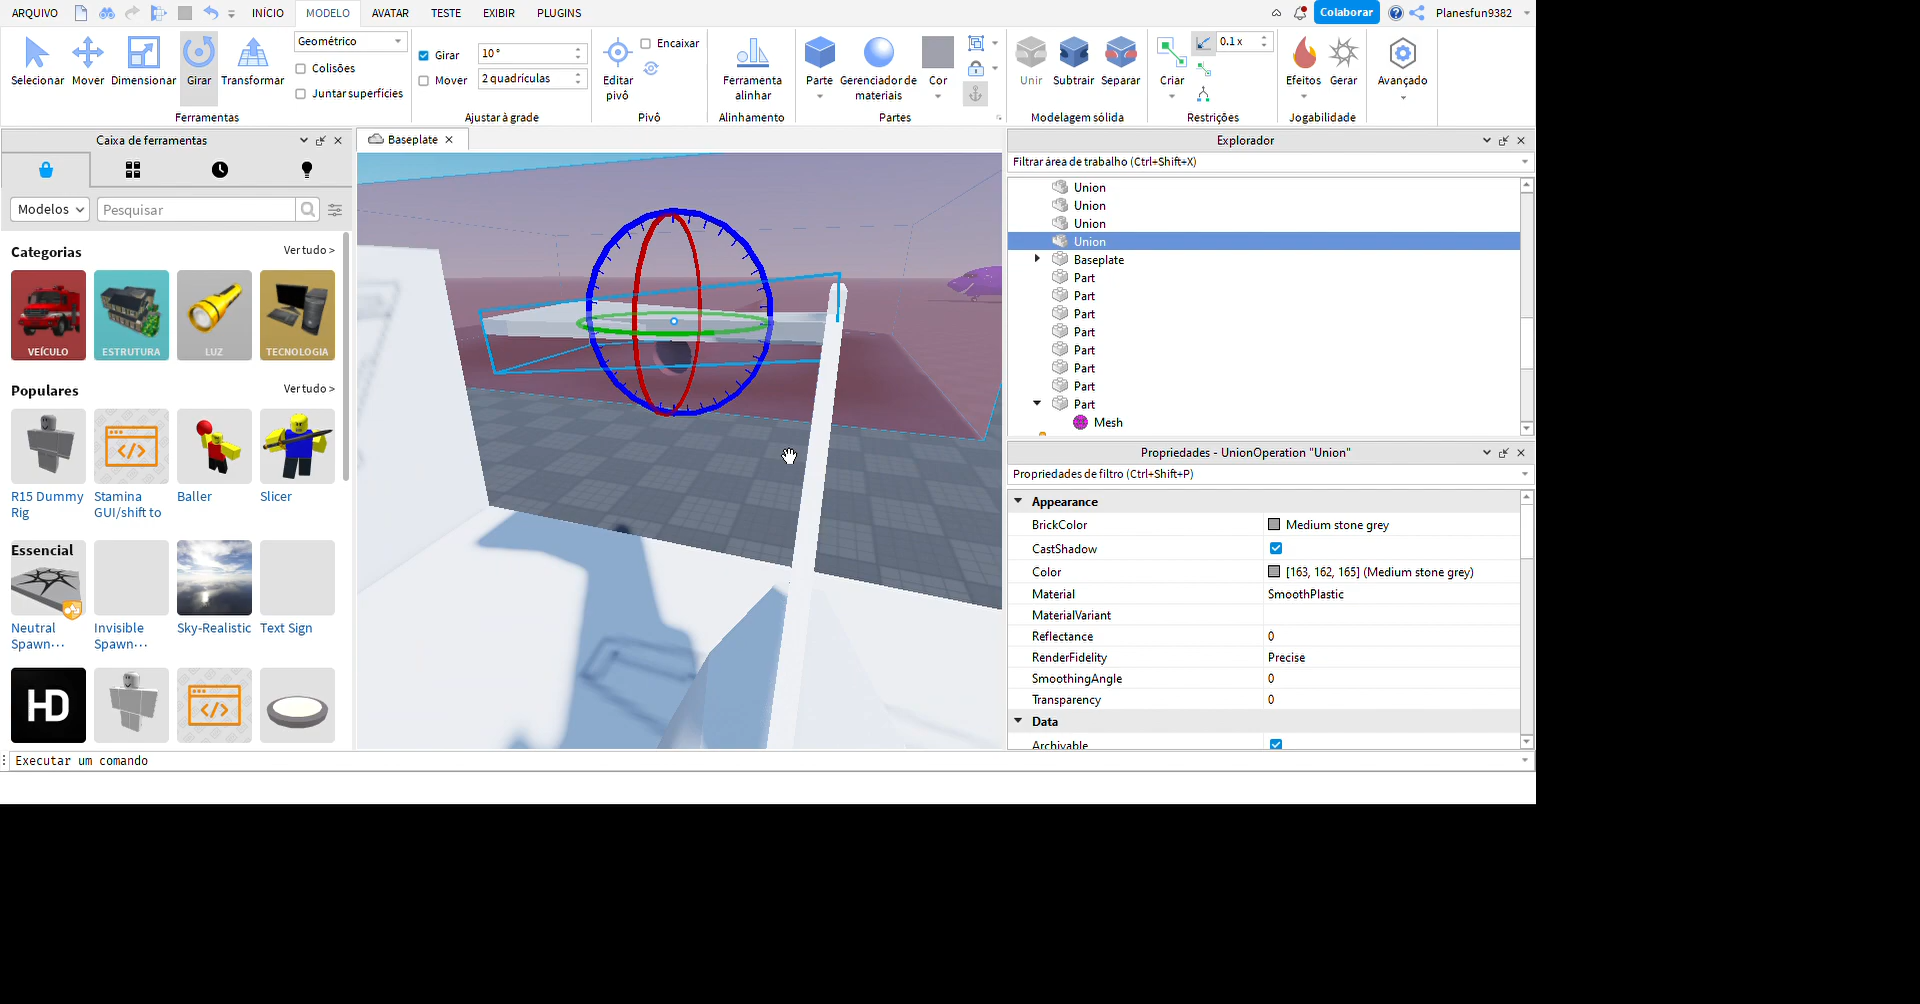 ARQUIVO INÍCIO MODELO AVATAR TESTE EXIBIR PLUGINS Colaborar Planesfun9382
Selecionar Mover Dimensionar Girar Transformar
Geométrico
Colisões
Juntar superfícies
Ferramentas
Girar 10 °
Mover 2 quadrículas
Ajustar à grade
Editar pivô
Encaixar
Pivô
Ferramenta alinhar
Alinhamento
Parte
Gerenciador de materiais
Cor
Partes
Unir Subtrair Separar
Modelagem sólida
Criar
0.1 x
Restrições
Efeitos Gerar
Jogabilidade
Avançado
Caixa de ferramentas
Modelos Pesquisar
Categorias Ver tudo >
VEÍCULO ESTRUTURA LUZ TECNOLOGIA
Populares Ver tudo >
R15 Dummy Rig
Stamina GUI/shift to
Baller
Slicer
Essencial
Neutral Spawn...
Invisible Spawn...
Sky-Realistic
Text Sign
HD
Baseplate
Explorador
Filtrar área de trabalho (Ctrl+Shift+X)
Union
Union
Union
Union
Baseplate
Part
Part
Part
Part
Part
Part
Part
Part
Mesh
Propriedades - UnionOperation "Union"
Propriedades de filtro (Ctrl+Shift+P)
Appearance
BrickColor Medium stone grey
CastShadow
Color [163, 162, 165] (Medium stone grey)
Material SmoothPlastic
MaterialVariant
Reflectance 0
RenderFidelity Precise
SmoothingAngle 0
Transparency 0
Data
Archivable
Executar um comando